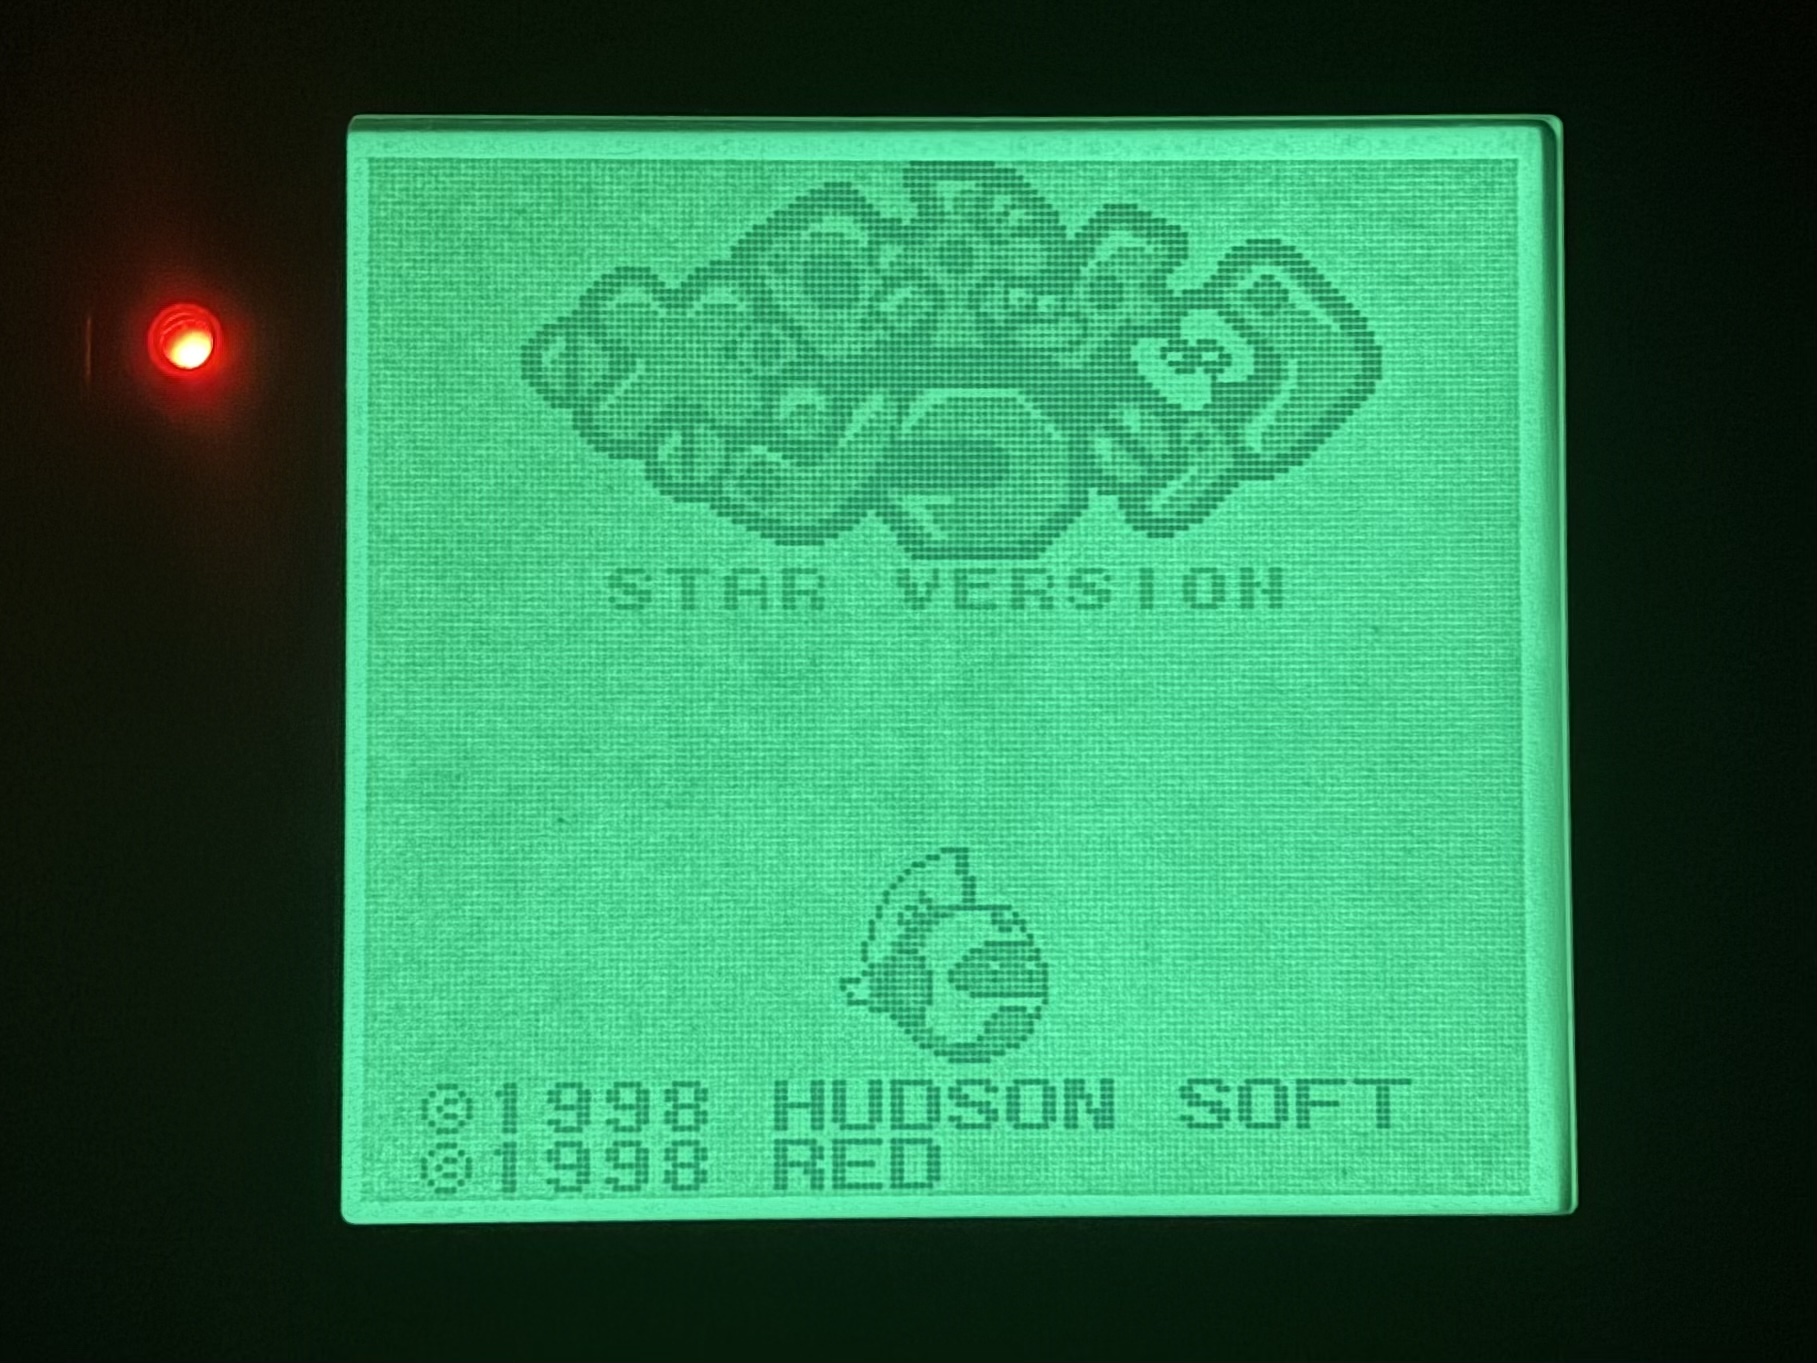 STAR VERSION
©1998 HUDSON SOFT
©1998 RED